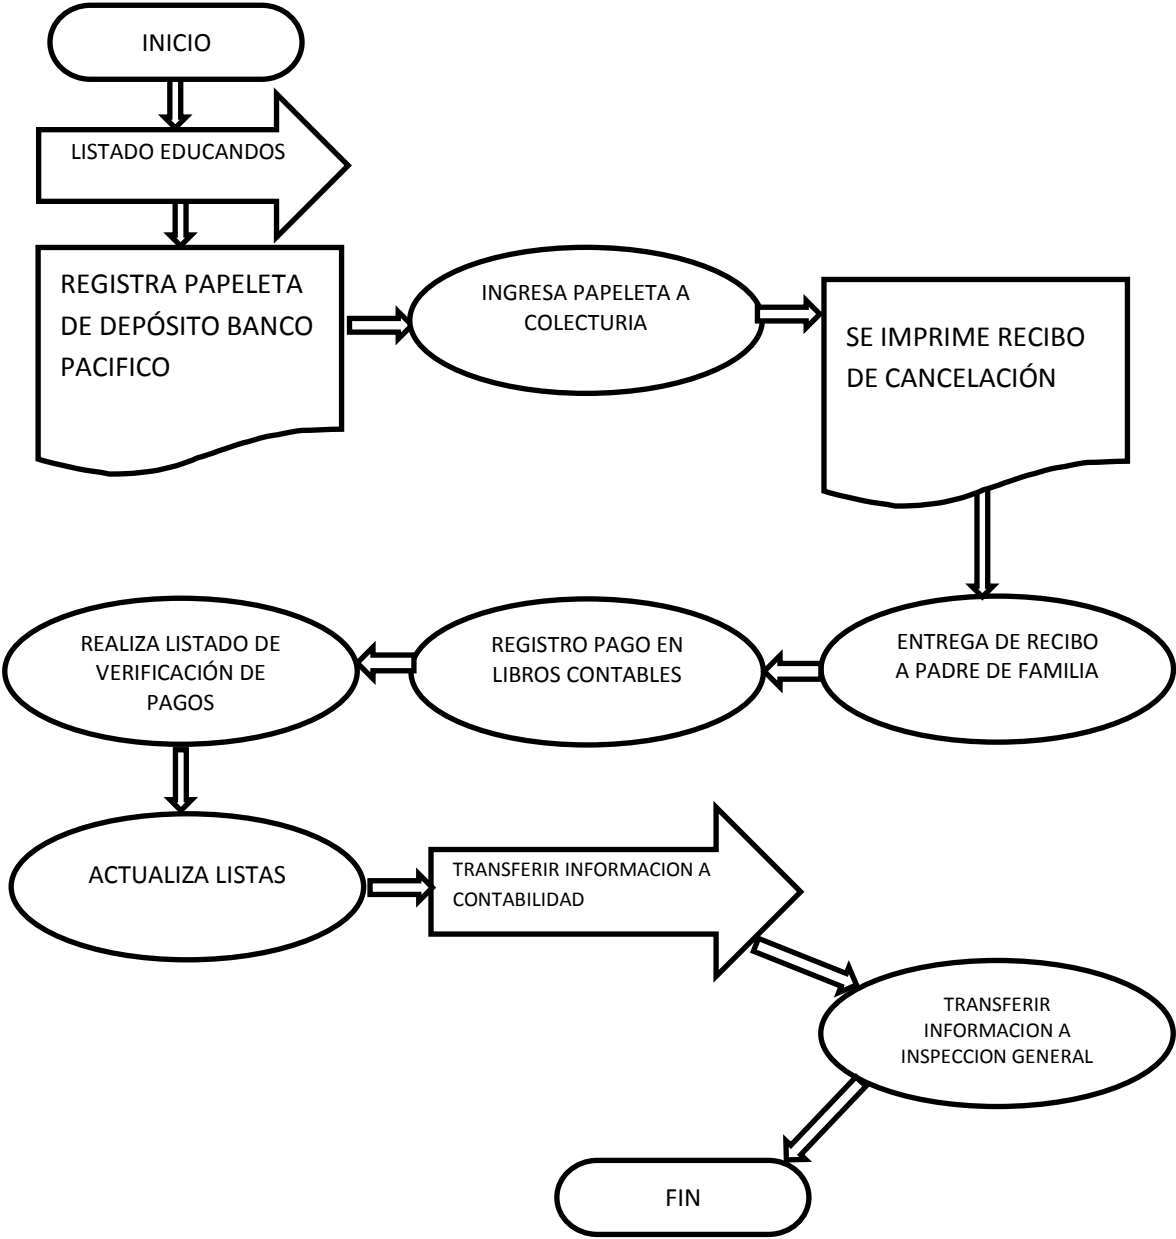 INICIO
LISTADO EDUCANDOS
REGISTRA PAPELETA
DE DEPÓSITO BANCO
PACIFICO
INGRESA PAPELETA A
COLECTURIA
SE IMPRIME RECIBO
DE CANCELACIÓN
ENTREGA DE RECIBO
A PADRE DE FAMILIA
REGISTRO PAGO EN
LIBROS CONTABLES
REALIZA LISTADO DE
VERIFICACIÓN DE
PAGOS
ACTUALIZA LISTAS
TRANSFERIR INFORMACION A
CONTABILIDAD
TRANSFERIR
INFORMACION A
INSPECCION GENERAL
FIN